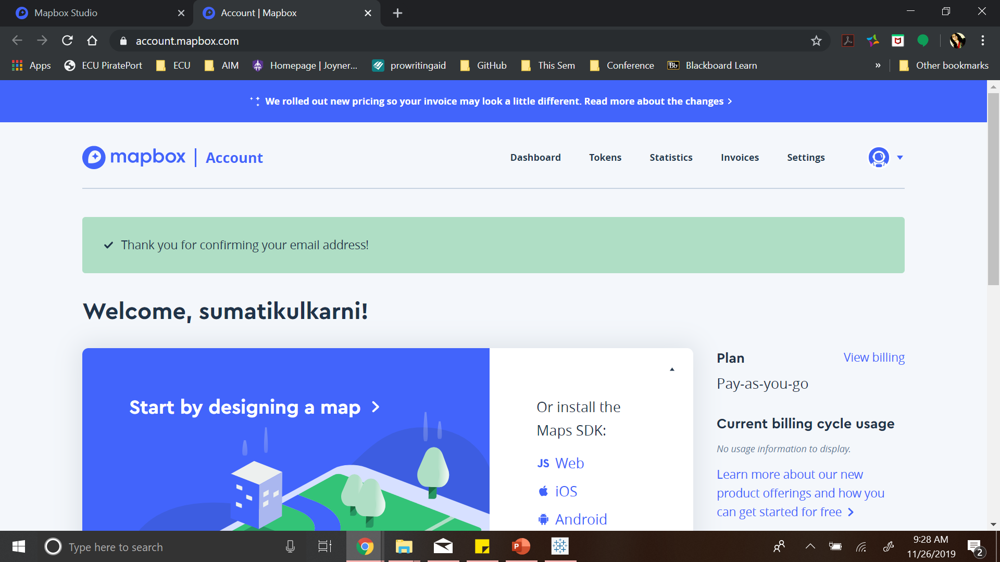 Mapbox Studio
Account | Mapbox
account.mapbox.com
Apps
ECU PiratePort
ECU
AIM
Homepage | Joyner...
prowritingaid
GitHub
This Sem
Conference
Bb
Blackboard Learn
»
Other bookmarks
We rolled out new pricing so your invoice may look a little different. Read more about the changes >
mapbox | Account
Dashboard
Tokens
Statistics
Invoices
Settings
Thank you for confirming your email address!
Welcome, sumatikulkarni!
Start by designing a map >
Or install the
Maps SDK:
JS Web
iOS
Android
Plan
View billing
Pay-as-you-go
Current billing cycle usage
No usage information to display.
Learn more about our new
product offerings and how you
can get started for free >
Type here to search
P
9:28 AM
11/26/2019
2